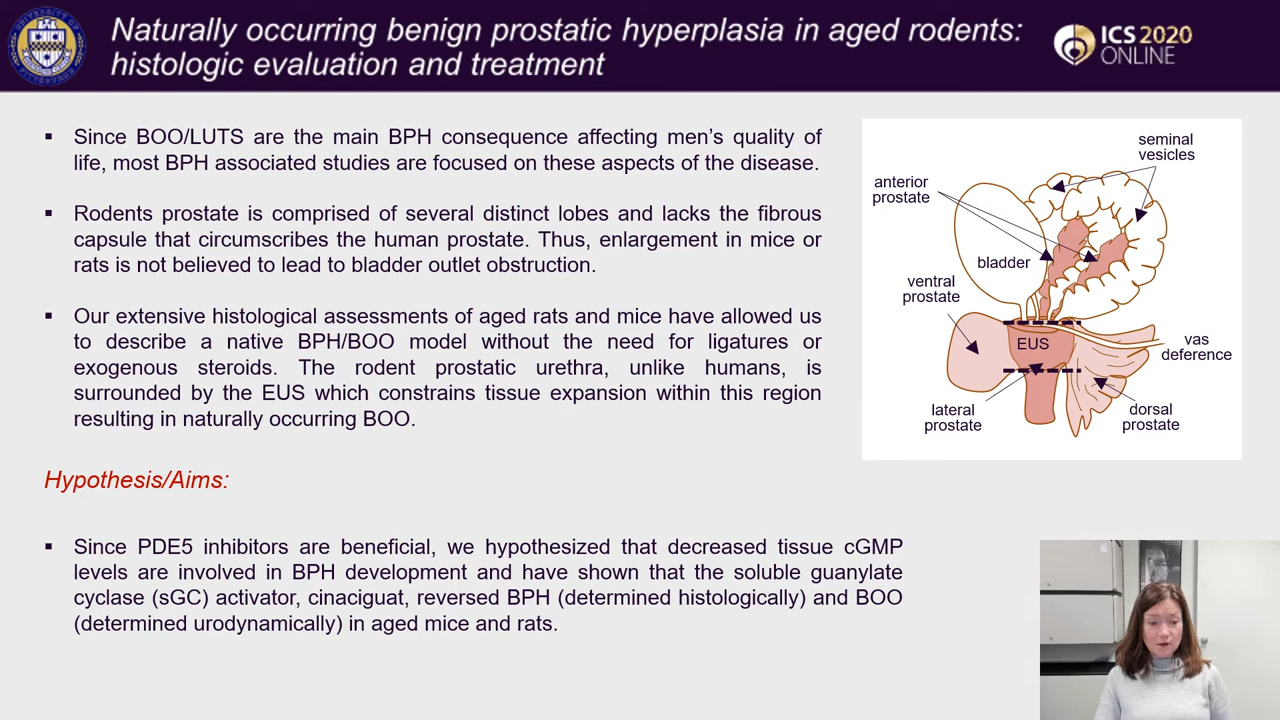 Naturally occurring benign prostatic hyperplasia in aged rodents:
histologic evaluation and treatment
ICS 2020
ONLINE
▪ Since BOO/LUTS are the main BPH consequence affecting men's quality of
life, most BPH associated studies are focused on these aspects of the disease.
▪ Rodents prostate is comprised of several distinct lobes and lacks the fibrous
capsule that circumscribes the human prostate. Thus, enlargement in mice or
rats is not believed to lead to bladder outlet obstruction.
▪ Our extensive histological assessments of aged rats and mice have allowed us
to describe a native BPH/BOO model without the need for ligatures or
exogenous steroids. The rodent prostatic urethra, unlike humans, is
surrounded by the EUS which constrains tissue expansion within this region
resulting in naturally occurring BOO.
seminal
vesicles
anterior
prostate
bladder
ventral
prostate
EUS
vas
deference
lateral
prostate
dorsal
prostate
Hypothesis/Aims:
▪ Since PDE5 inhibitors are beneficial, we hypothesized that decreased tissue cGMP
levels are involved in BPH development and have shown that the soluble guanylate
cyclase (sGC) activator, cinaciguat, reversed BPH (determined histologically) and BOO
(determined urodynamically) in aged mice and rats.